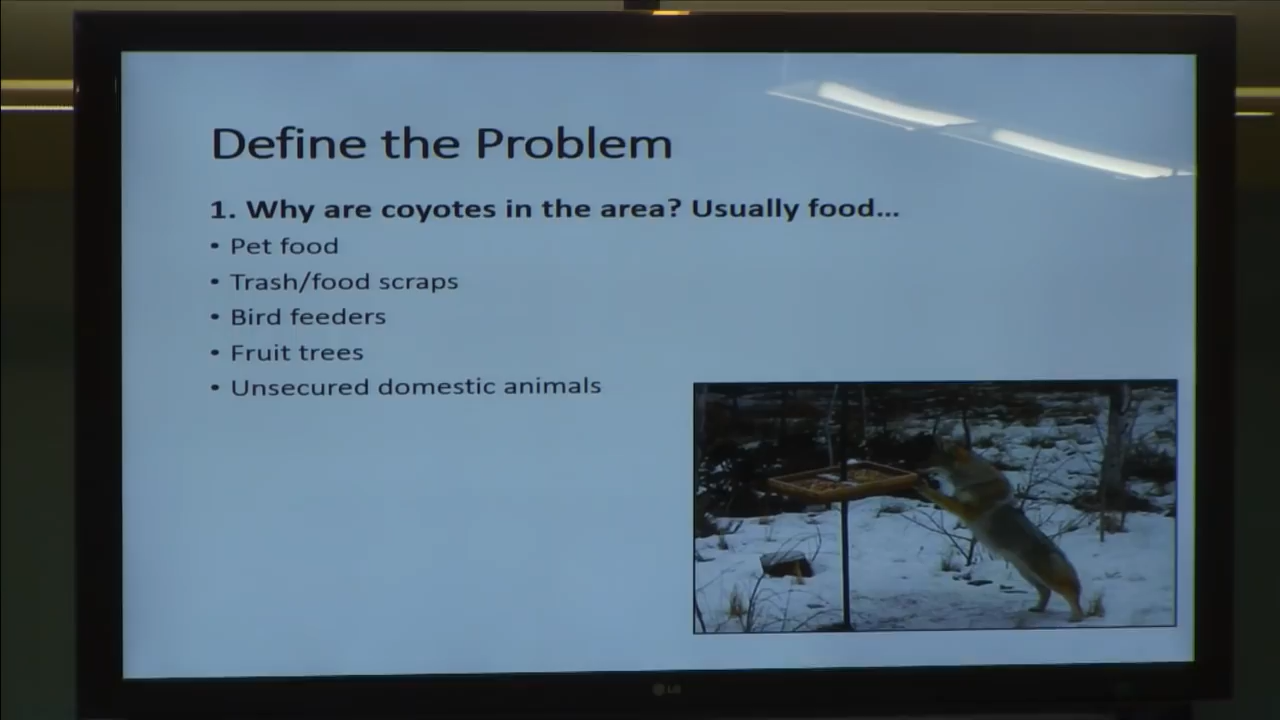 Define the Problem
1. Why are coyotes in the area? Usually food...
• Pet food
• Trash/food scraps
• Bird feeders
• Fruit trees
• Unsecured domestic animals
LG